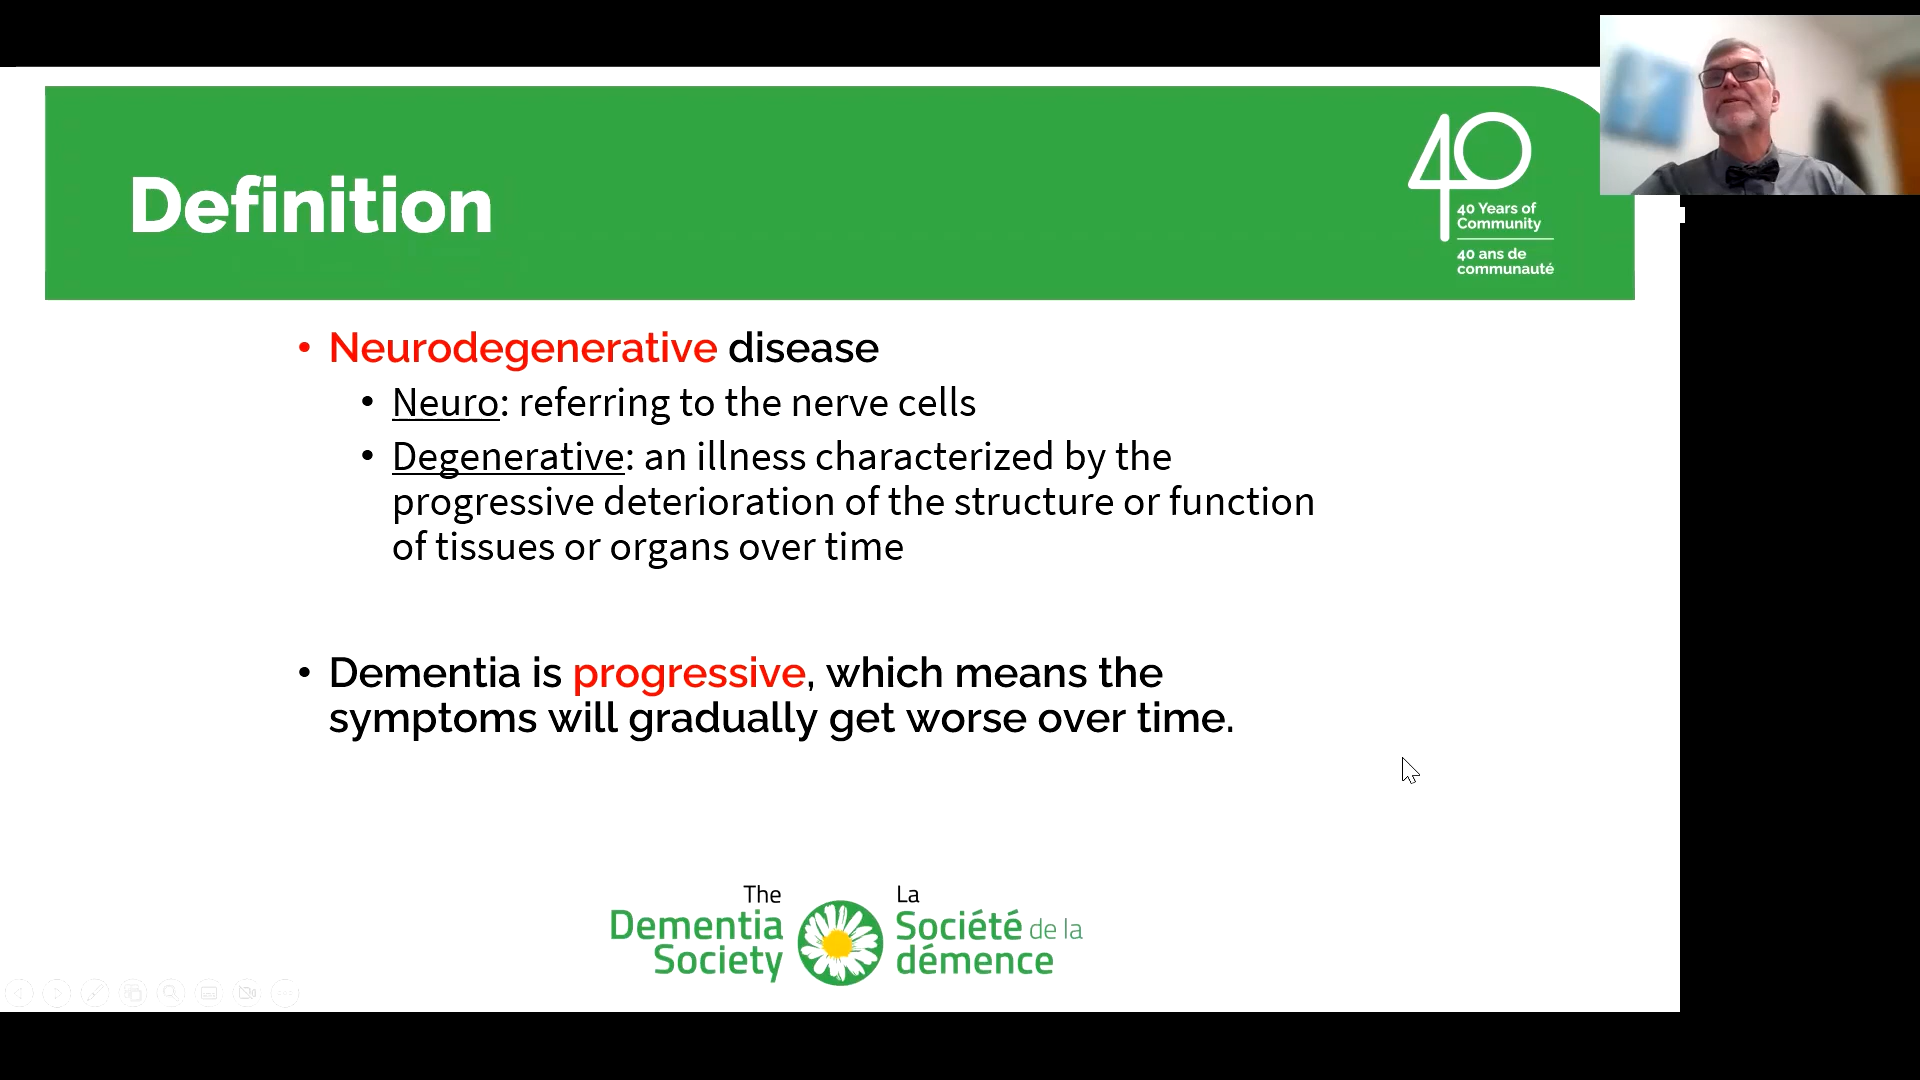 Definition
40
40 Years of
Community
40 ans de
communauté
• Neurodegenerative disease
• Neuro: referring to the nerve cells
• Degenerative: an illness characterized by the
progressive deterioration of the structure or function
of tissues or organs over time
• Dementia is progressive, which means the
symptoms will gradually get worse over time.
The
Dementia
Society
La
Société de la
démence